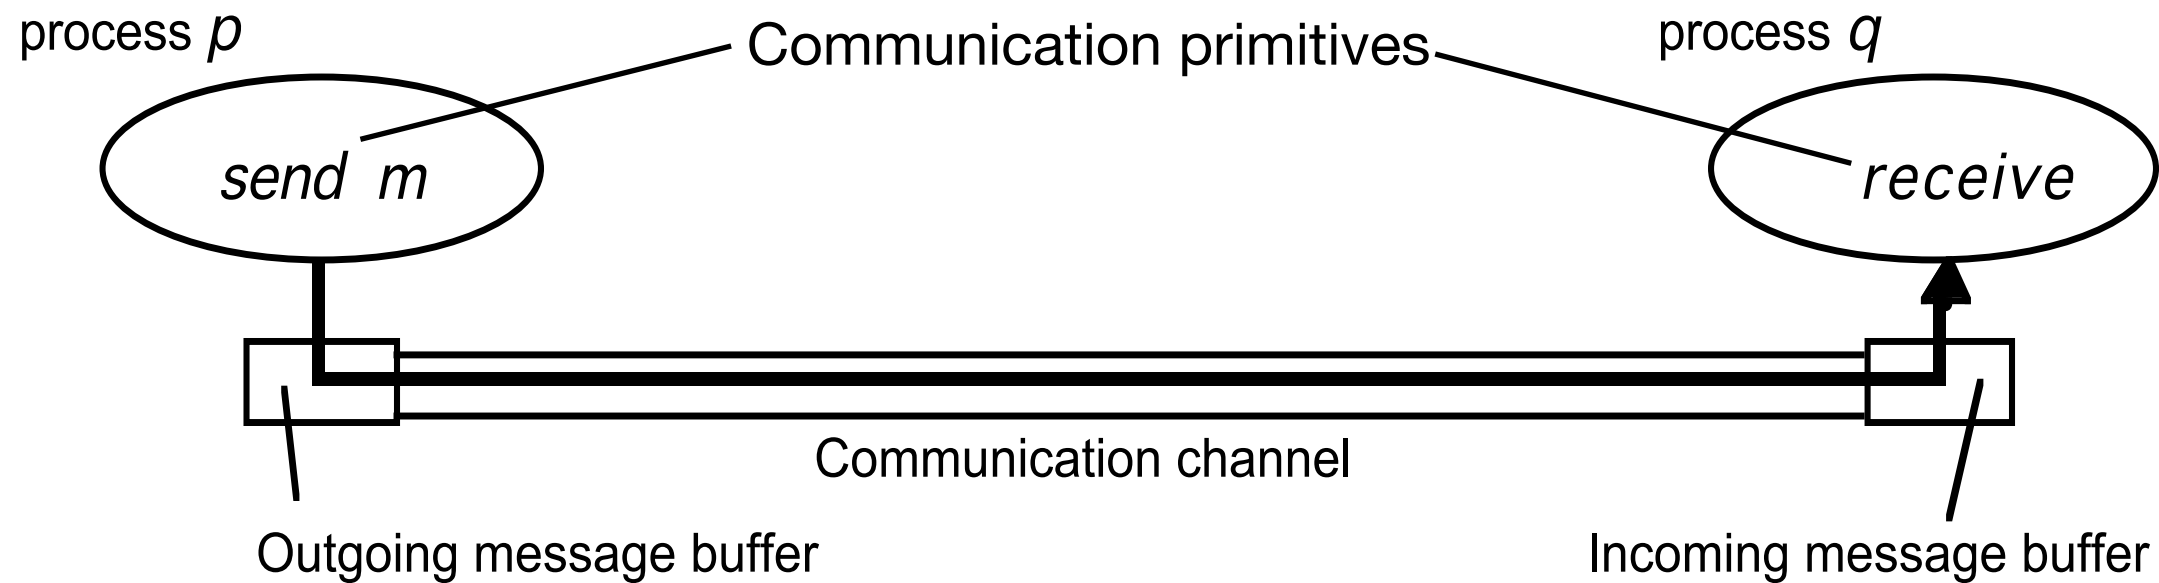 process p
Communication primitives
process q
send m
receive
Communication channel
Outgoing message buffer
Incoming message buffer